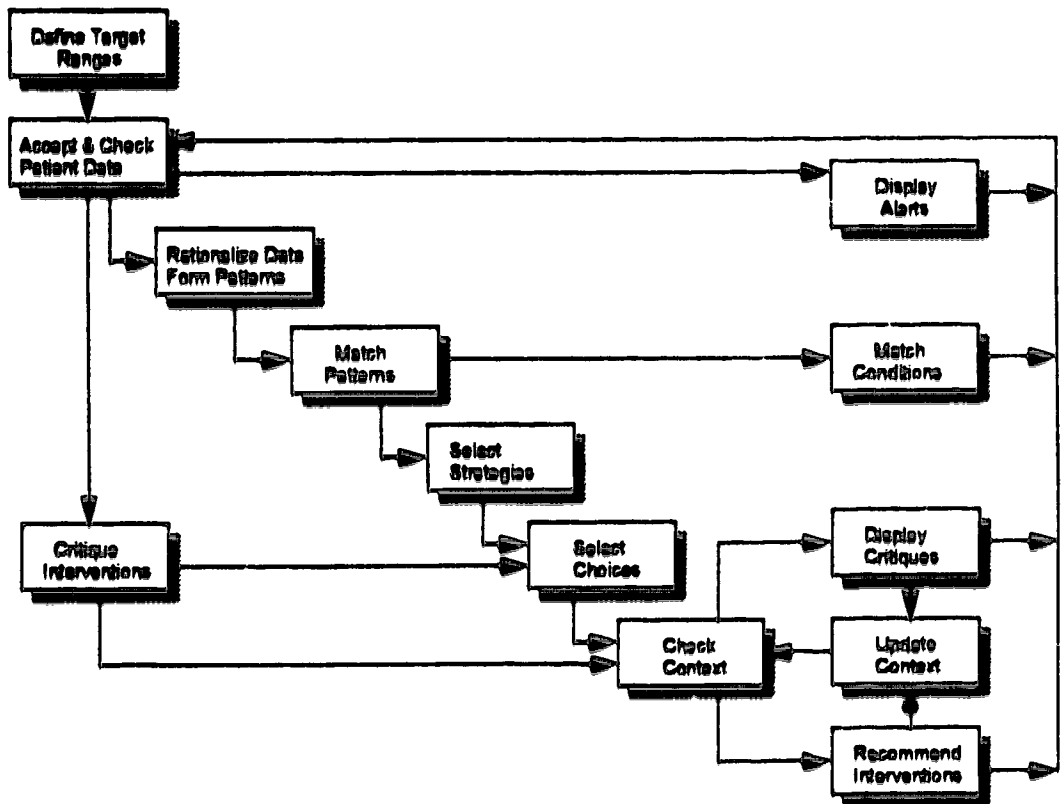 Define Target
Ranges
Accept & Check
Patient Data
Display
Alerts
Rationalize Data
Form Patterns
Match
Patterns
Match
Conditions
Select
Strategies
Critique
Interventions
Select
Choices
Display
Critiques
Check
Context
Update
Context
Recommend
Interventions